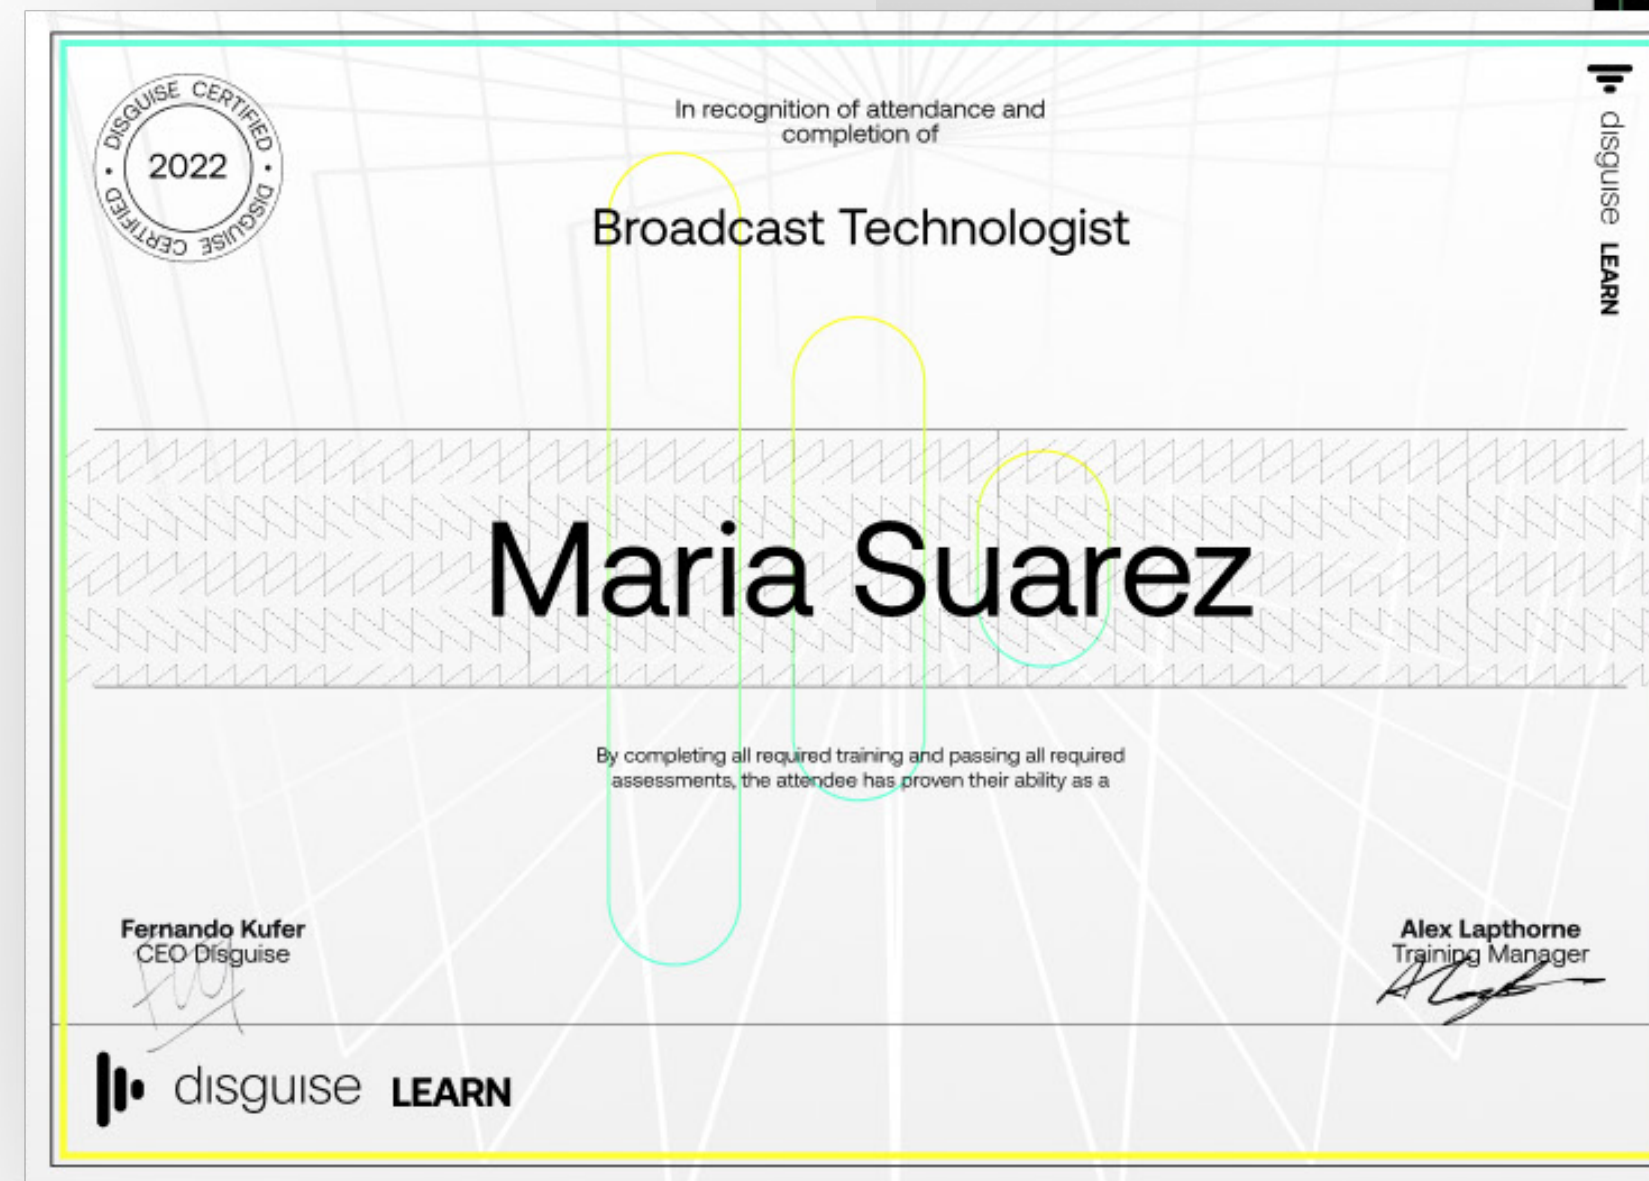 DISGUISE CERTIFIED • DISGUISE CERTIFIED •
2022
In recognition of attendance and
completion of
Broadcast Technologist
disguise LEARN
Maria Suarez
By completing all required training and passing all required
assessments, the attendee has proven their ability as a
Fernando Kufer
CEO Disguise
Alex Lapthorne
Training Manager
disguise LEARN